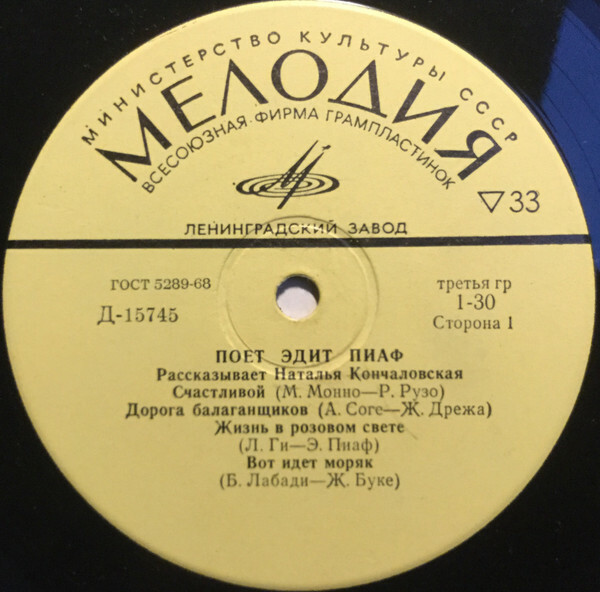 МИНИСТЕРСТВО КУЛЬТУРЫ СССР
МЕЛОДИЯ
ВСЕСОЮЗНАЯ ФИРМА ГРАМПЛАСТИНОК
▽33
ЛЕНИНГРАДСКИЙ ЗАВОД
ГОСТ 5289-68
третья гр
Д-15745
1-30
Сторона 1
ПОЕТ ЭДИТ ПИАФ
Рассказывает Наталья Кончаловская
Счастливой (М. Монно—Р. Рузо)
Дорога балаганщиков (А. Соге—Ж. Дрежа)
Жизнь в розовом свете
(Л. Ги—Э. Пиаф)
Вот идет моряк
(Б. Лабади—Ж. Буке)